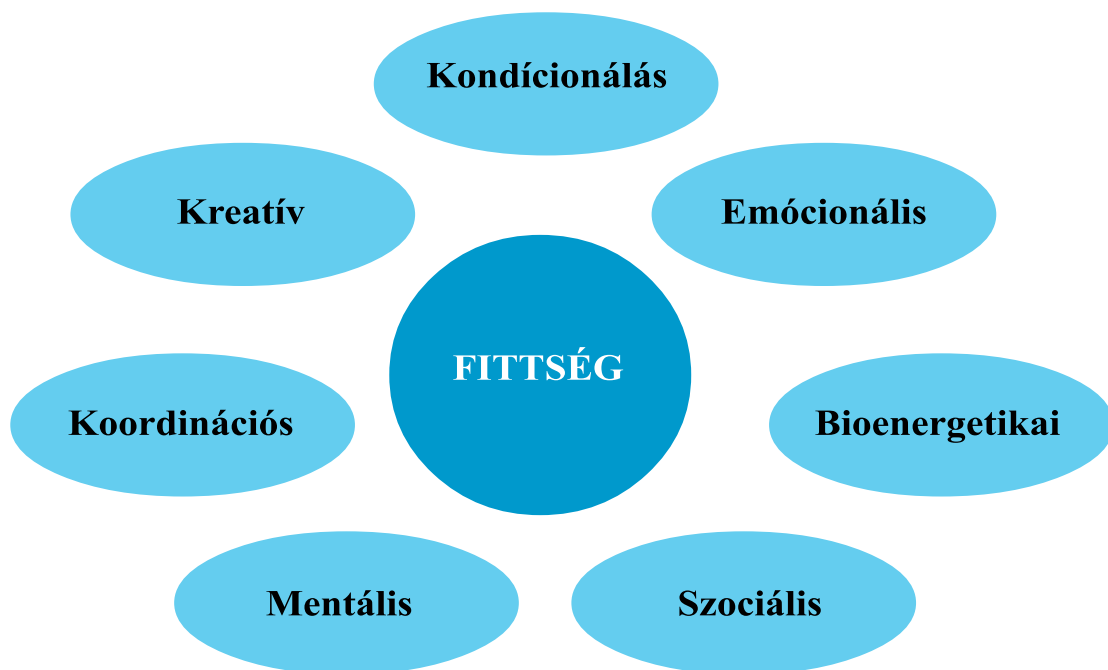 Kondícionálás
Kreatív
Emócionális
FITTSÉG
Koordinációs
Bioenergetikai
Mentális
Szociális